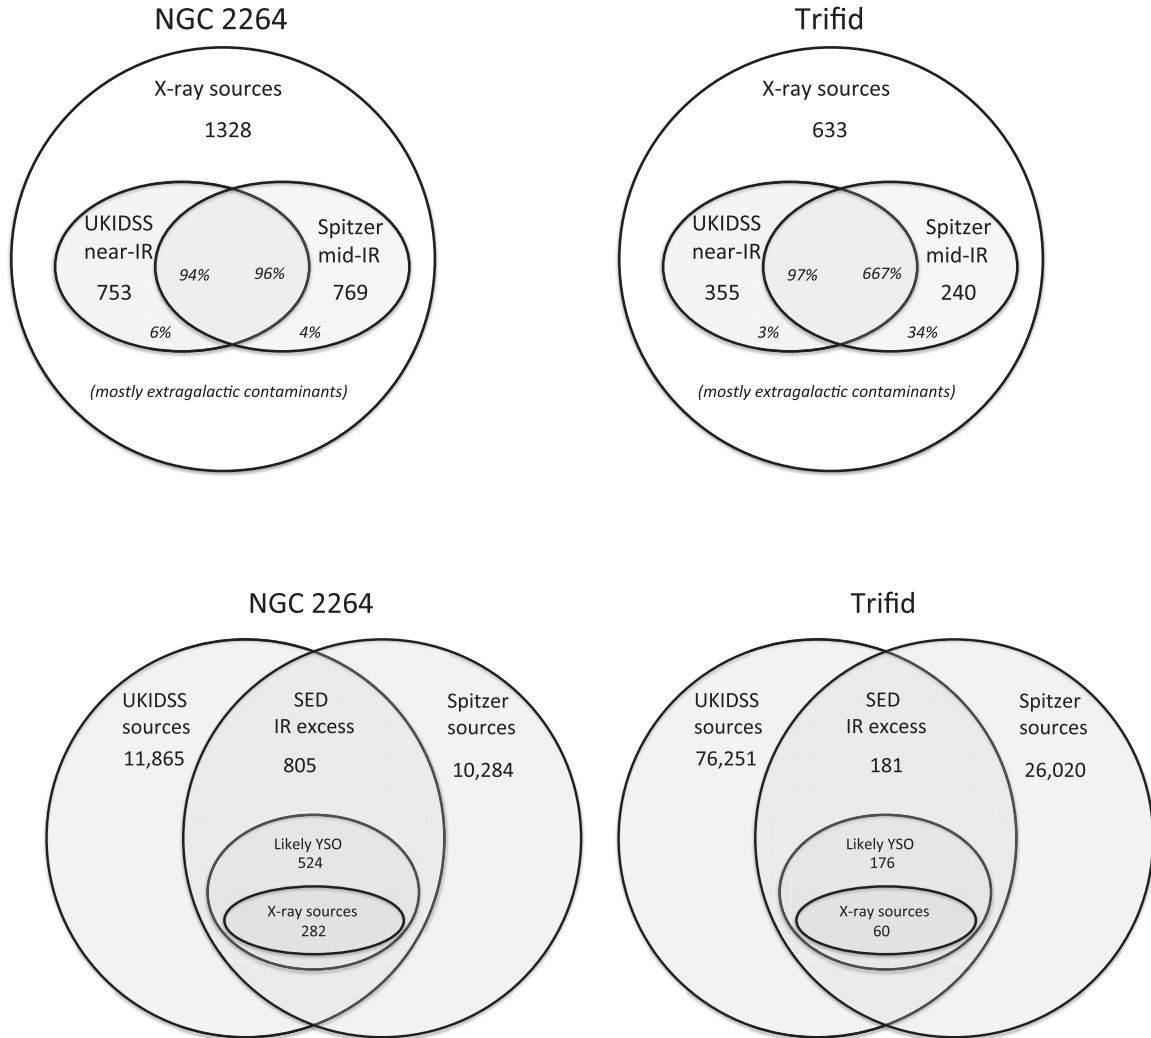 NGC 2264
X-ray sources
1328
UKIDSS
near-IR
753
94%
96%
Spitzer
mid-IR
769
6%
4%
(mostly extragalactic contaminants)
Trifid
X-ray sources
633
UKIDSS
near-IR
355
97%
667%
Spitzer
mid-IR
240
3%
34%
(mostly extragalactic contaminants)
NGC 2264
UKIDSS
sources
11,865
SED
IR excess
805
Spitzer
sources
10,284
Likely YSO
524
X-ray sources
282
Trifid
UKIDSS
sources
76,251
SED
IR excess
181
Spitzer
sources
26,020
Likely YSO
176
X-ray sources
60